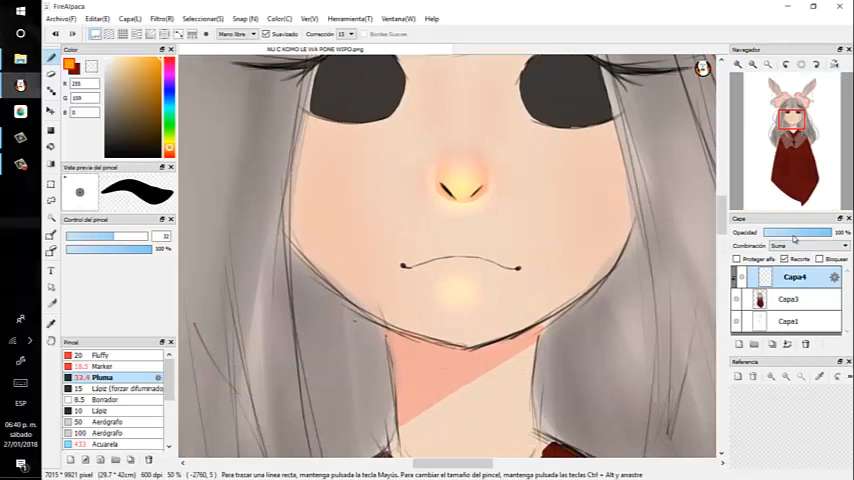 FireAlpaca
Archivo(F) Editar(E) Capa(L) Filtro(R) Seleccionar(S) Snap (N) Color(C) Ver(V) Herramienta(T) Ventana(W) Help
Mano libre Suavizado Corrección 13 Bordes Suaves
NU C KOMO LE WA PONE WIPO.png
Color
R 255
G 159
B 0
Vista previa del pincel
Control del pincel
32
100 %
Pincel
20 Fluffy
18.5 Marker
32.4 Pluma
15 Lápiz (forzar difuminado)
8.5 Borrador
10 Lápiz
50 Aerógrafo
100 Aerógrafo
433 Acuarela
Navegador
Capa
Opacidad 100 %
Combinación Suma
Proteger alfa Recorte Bloquear
Capa4
Capa3
Capa1
Referencia
ESP
06:40 p. m.
sábado
27/01/2018
7015 * 9921 pixel (29.7 * 42cm) 600 dpi 50 % (-2760, 5) Para trazar una línea recta, mantenga pulsada la tecla Mayús. Para cambiar el tamaño del pincel, mantenga pulsadas las teclas Ctrl + Alt y arrastre